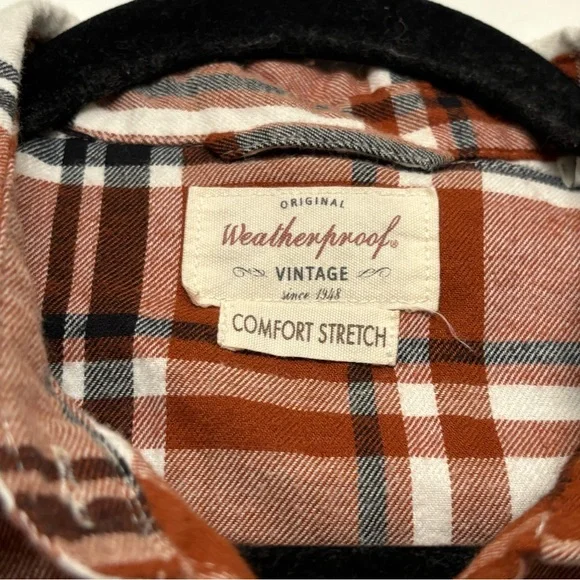 ORIGINAL
Weatherproof®
VINTAGE
since 1948
COMFORT STRETCH